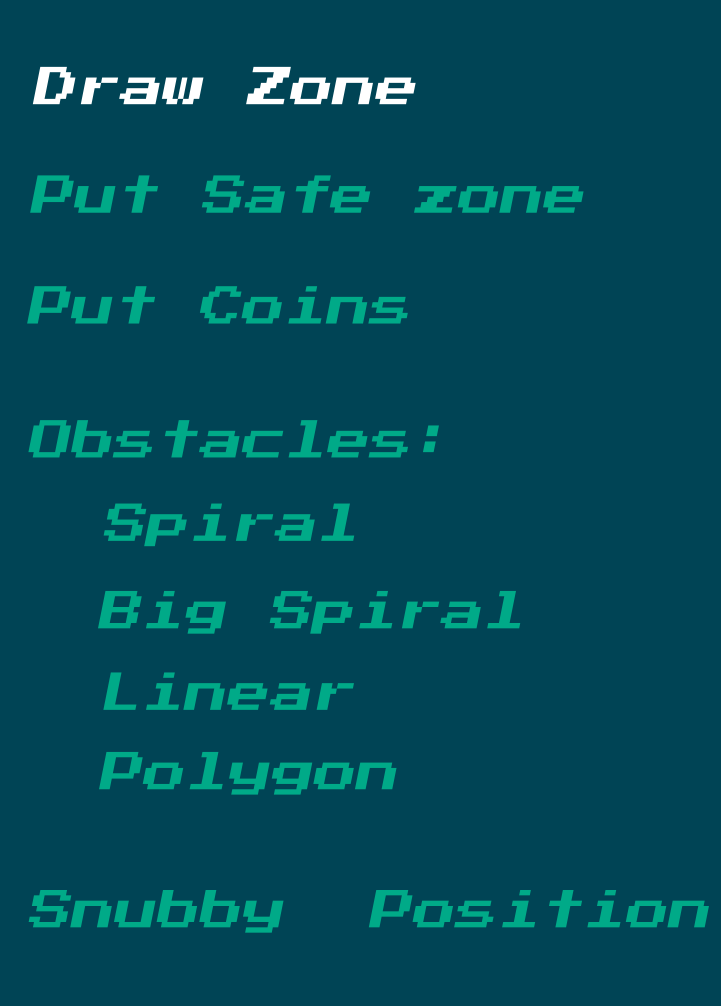 Draw Zone
Put Safe zone
Put Coins
Obstacles:
Spiral
Big Spiral
Linear
Polygon
Snubby Position